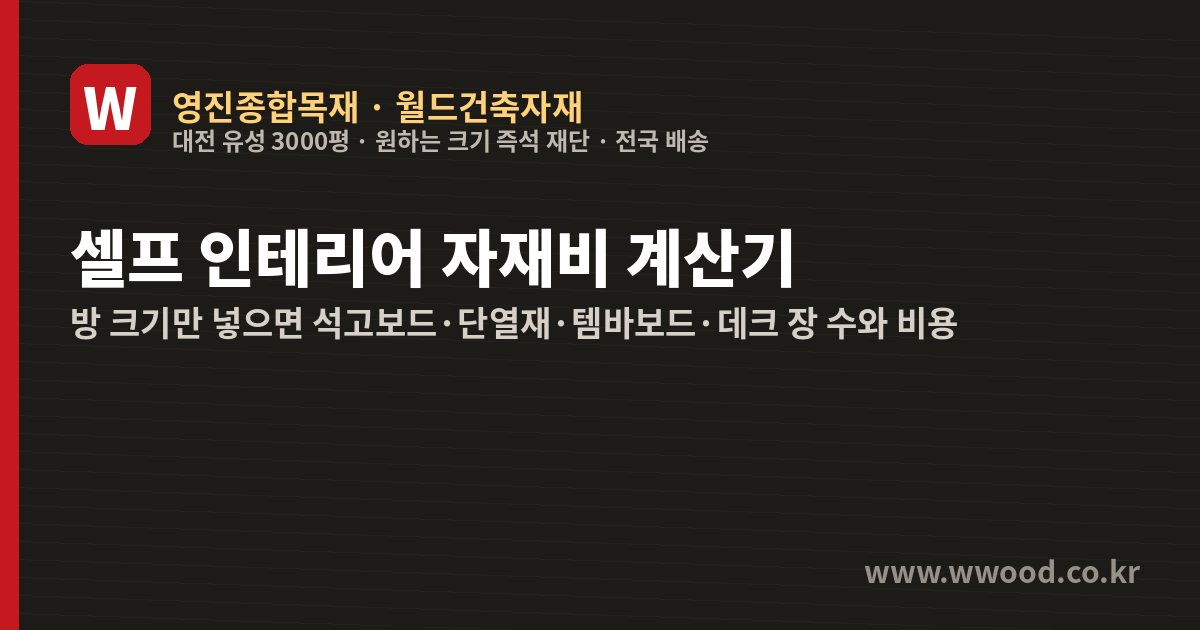 W
영진종합목재 · 월드건축자재
대전 유성 3000평 · 원하는 크기 즉석 재단 · 전국 배송
셀프 인테리어 자재비 계산기
방 크기만 넣으면 석고보드·단열재·템바보드·데크 장 수와 비용
www.wwood.co.kr